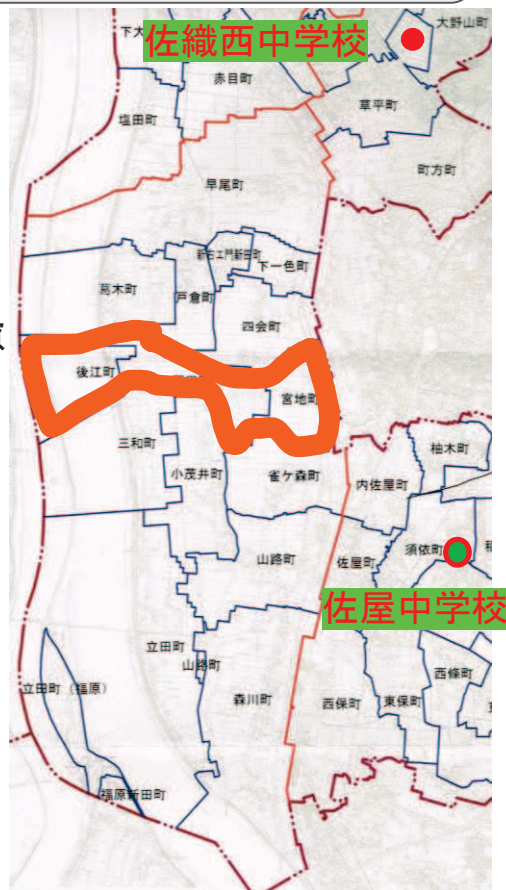 大野山町
佐織西中学校
赤目町
草平町
塩田町
町方町
早尾町
新右エ門新田町
下一色町
葛木町
戸倉町
四会町
後江町
宮地町
三和町
柚木町
小茂井町
雀ケ森町
内佐屋町
須依町
山路町
佐屋町
佐屋中学校
立田町
山路町
西條町
立田町（福原）
森川町
西保町
東保町
福原新田町